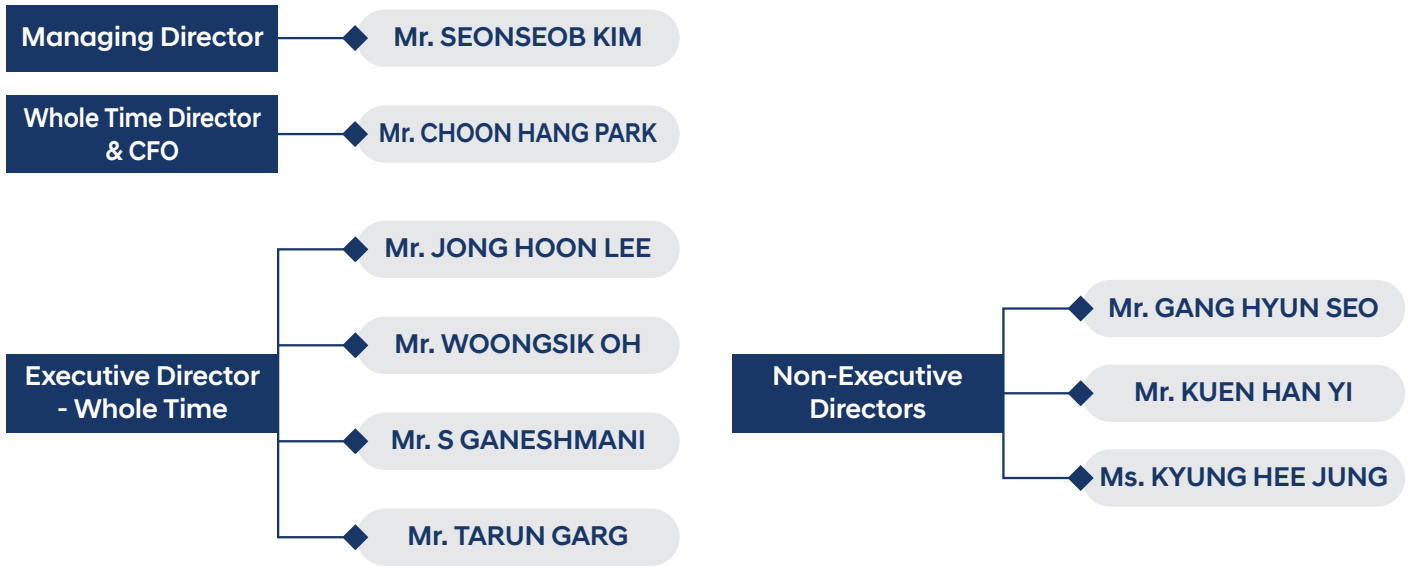 Managing Director
Mr. SEONSEOB KIM
Whole Time Director
& CFO
Mr. CHOON HANG PARK
Executive Director
- Whole Time
Mr. JONG HOON LEE
Mr. WOONGSIK OH
Mr. S GANESHMANI
Mr. TARUN GARG
Non-Executive
Directors
Mr. GANG HYUN SEO
Mr. KUEN HAN YI
Ms. KYUNG HEE JUNG